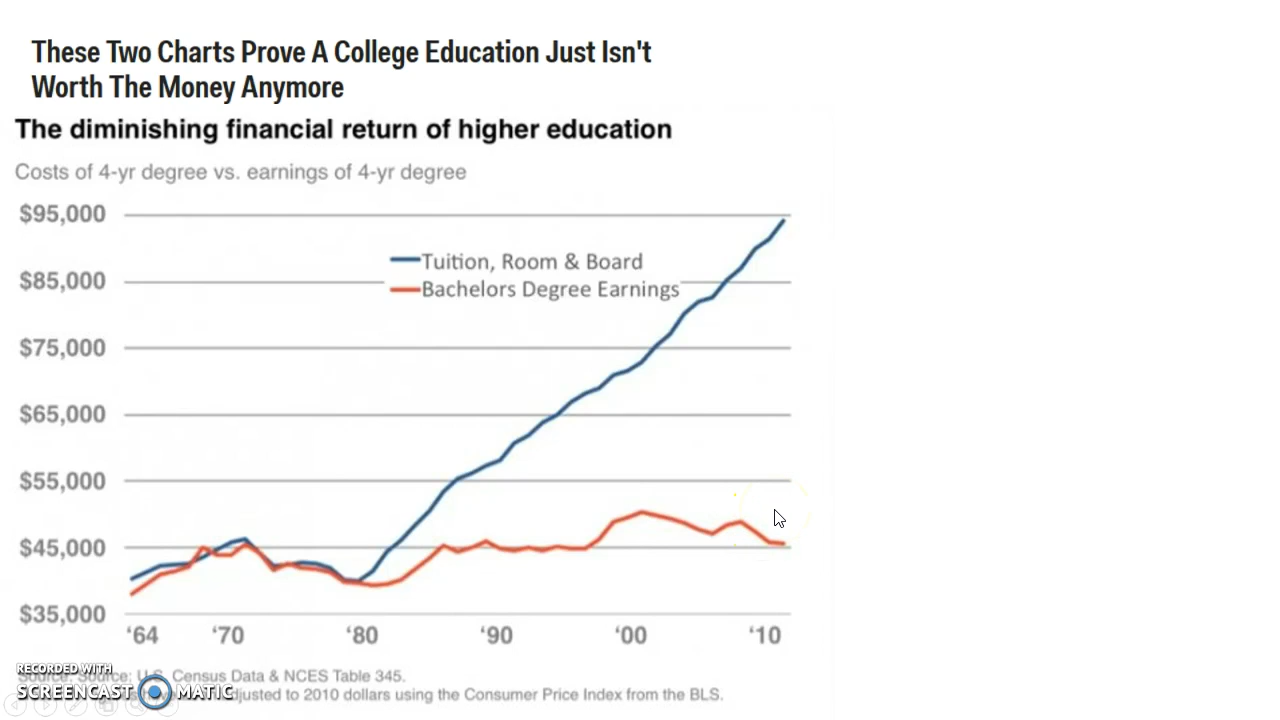 These Two Charts Prove A College Education Just Isn't
Worth The Money Anymore
The diminishing financial return of higher education
Costs of 4-yr degree vs. earnings of 4-yr degree
$95,000
Tuition, Room & Board
$85,000
Bachelors Degree Earnings
$75,000
$65,000
$55,000
$45,000
$35,000
‘64 ‘70 ‘80 ‘90 ‘00 ‘10
RECORDED WITH
Source: Source: U.S. Census Data & NCES Table 345.
SCREENCAST MATIC
adjusted to 2010 dollars using the Consumer Price Index from the BLS.